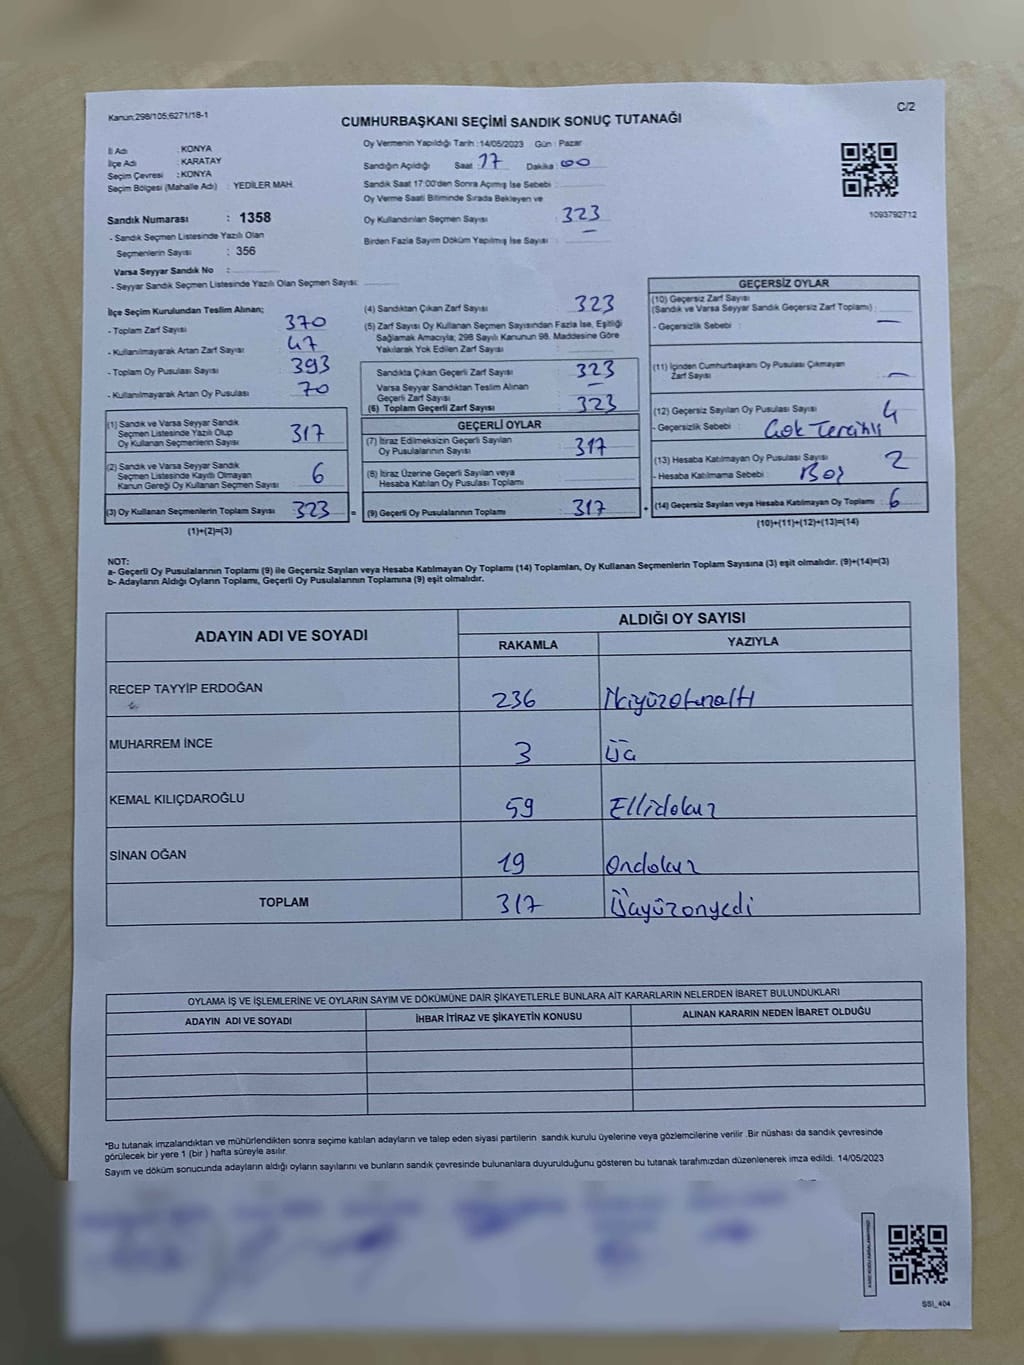 Kanun;298/105;6271/18-1
C/2
CUMHURBAŞKANI SEÇİMİ SANDIK SONUÇ TUTANAĞI
İl Adı : KONYA
İlçe Adı : KARATAY
Seçim Çevresi : KONYA
Seçim Bölgesi (Mahalle Adı) : YEDİLER MAH.
Oy Vermenin Yapıldığı Tarih : 14/05/2023 Gün : Pazar
Sandığın Açıldığı Saat : 17 Dakika : 00
Sandık Saat 17:00'den Sonra Açmış İse Sebebi :
Oy Verme Saati Bitiminde Sırada Bekleyen ve
Oy Kullandırılan Seçmen Sayısı : 323
Birden Fazla Sayım Döküm Yapılmış İse Sayısı : —
1093792712
Sandık Numarası : 1358
- Sandık Seçmen Listesinde Yazılı Olan
Seçmenlerin Sayısı : 356
Varsa Seyyar Sandık No :
- Seyyar Sandık Seçmen Listesinde Yazılı Olan Seçmen Sayısı:
İlçe Seçim Kurulundan Teslim Alınan;
- Toplam Zarf Sayısı 370
- Kullanılmayarak Artan Zarf Sayısı 47
- Toplam Oy Pusulası Sayısı 393
- Kullanılmayarak Artan Oy Pusulası 70
(1) Sandık ve Varsa Seyyar Sandık
Seçmen Listesinde Yazılı Olup
Oy Kullanan Seçmenlerin Sayısı 317
(2) Sandık ve Varsa Seyyar Sandık
Seçmen Listesinde Kayıtlı Olmayan
Kanun Gereği Oy Kullanan Seçmen Sayısı 6
(3) Oy Kullanan Seçmenlerin Toplam Sayısı 323 =
(1)+(2)=(3)
(4) Sandıktan Çıkan Zarf Sayısı 323
(5) Zarf Sayısı Oy Kullanan Seçmen Sayısından Fazla İse, Eşitliği
Sağlamak Amacıyla; 298 Sayılı Kanunun 98. Maddesine Göre
Yakılarak Yok Edilen Zarf Sayısı :
Sandıkta Çıkan Geçerli Zarf Sayısı 323
Varsa Seyyar Sandıktan Teslim Alınan
Geçerli Zarf Sayısı —
(6) Toplam Geçerli Zarf Sayısı 323
GEÇERLİ OYLAR
(7) İtiraz Edilmeksizin Geçerli Sayılan
Oy Pusulalarının Sayısı : 317
(8) İtiraz Üzerine Geçerli Sayılan veya
Hesaba Katılan Oy Pusulası Toplamı :
(9) Geçerli Oy Pusulalarının Toplamı : 317 +
GEÇERSİZ OYLAR
(10) Geçersiz Zarf Sayısı
(Sandık ve Varsa Seyyar Sandık Geçersiz Zarf Toplamı) :
- Geçersizlik Sebebi : —
(11) İçinden Cumhurbaşkanı Oy Pusulası Çıkmayan
Zarf Sayısı —
(12) Geçersiz Sayılan Oy Pusulası Sayısı 4
- Geçersizlik Sebebi : Çok Tercihli
(13) Hesaba Katılmayan Oy Pusulası Sayısı 2
- Hesaba Katılmama Sebebi : Boş
(14) Geçersiz Sayılan veya Hesaba Katılmayan Oy Toplamı : 6
(10)+(11)+(12)+(13)=(14)
NOT:
a- Geçerli Oy Pusulalarının Toplamı (9) ile Geçersiz Sayılan veya Hesaba Katılmayan Oy Toplamı (14) Toplamları, Oy Kullanan Seçmenlerin Toplam Sayısına (3) eşit olmalıdır. (9)+(14)=(3)
b- Adayların Aldığı Oyların Toplamı, Geçerli Oy Pusulalarının Toplamına (9) eşit olmalıdır.
ADAYIN ADI VE SOYADI
ALDIĞI OY SAYISI
RAKAMLA YAZIYLA
RECEP TAYYİP ERDOĞAN 236 İkiyüzotuzaltı
MUHARREM İNCE 3 Üç
KEMAL KILIÇDAROĞLU 59 Ellidokuz
SİNAN OĞAN 19 Ondokuz
TOPLAM 317 Üçyüzonyedi
OYLAMA İŞ VE İŞLEMLERİNE VE OYLARIN SAYIM VE DÖKÜMÜNE DAİR ŞİKAYETLERLE BUNLARA AİT KARARLARIN NELERDEN İBARET BULUNDUKLARI
ADAYIN ADI VE SOYADI İHBAR İTİRAZ VE ŞİKAYETİN KONUSU ALINAN KARARIN NEDEN İBARET OLDUĞU
*Bu tutanak imzalandıktan ve mühürlendikten sonra seçime katılan adayların ve talep eden siyasi partilerin sandık kurulu üyelerine veya gözlemcilerine verilir. Bir nüshası da sandık çevresinde
görülecek bir yere 1 (bir ) hafta süreyle asılır.
Sayım ve döküm sonucunda adayların aldığı oyların sayılarını ve bunların sandık çevresinde bulunanlara duyurulduğunu gösteren bu tutanak tarafımızdan düzenlenerek imza edildi. 14/05/2023
SSI_404